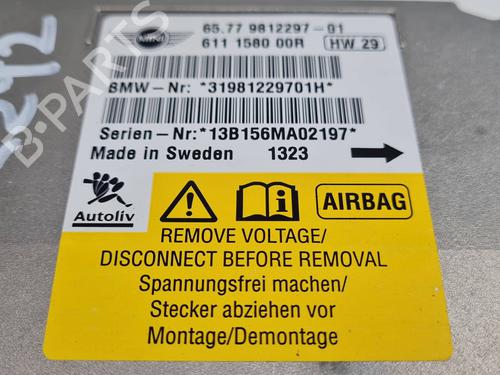 65.77 9812297-01
MINI
611 1580 00R HW 29
BMW-Nr: *31981229701H*
Serien-Nr:*13B156MA02197*
Made in Sweden 1323
Autoliv
AIRBAG
REMOVE VOLTAGE/
DISCONNECT BEFORE REMOVAL
Spannungsfrei machen/
Stecker abziehen vor
Montage/Demontage
B-PARTS